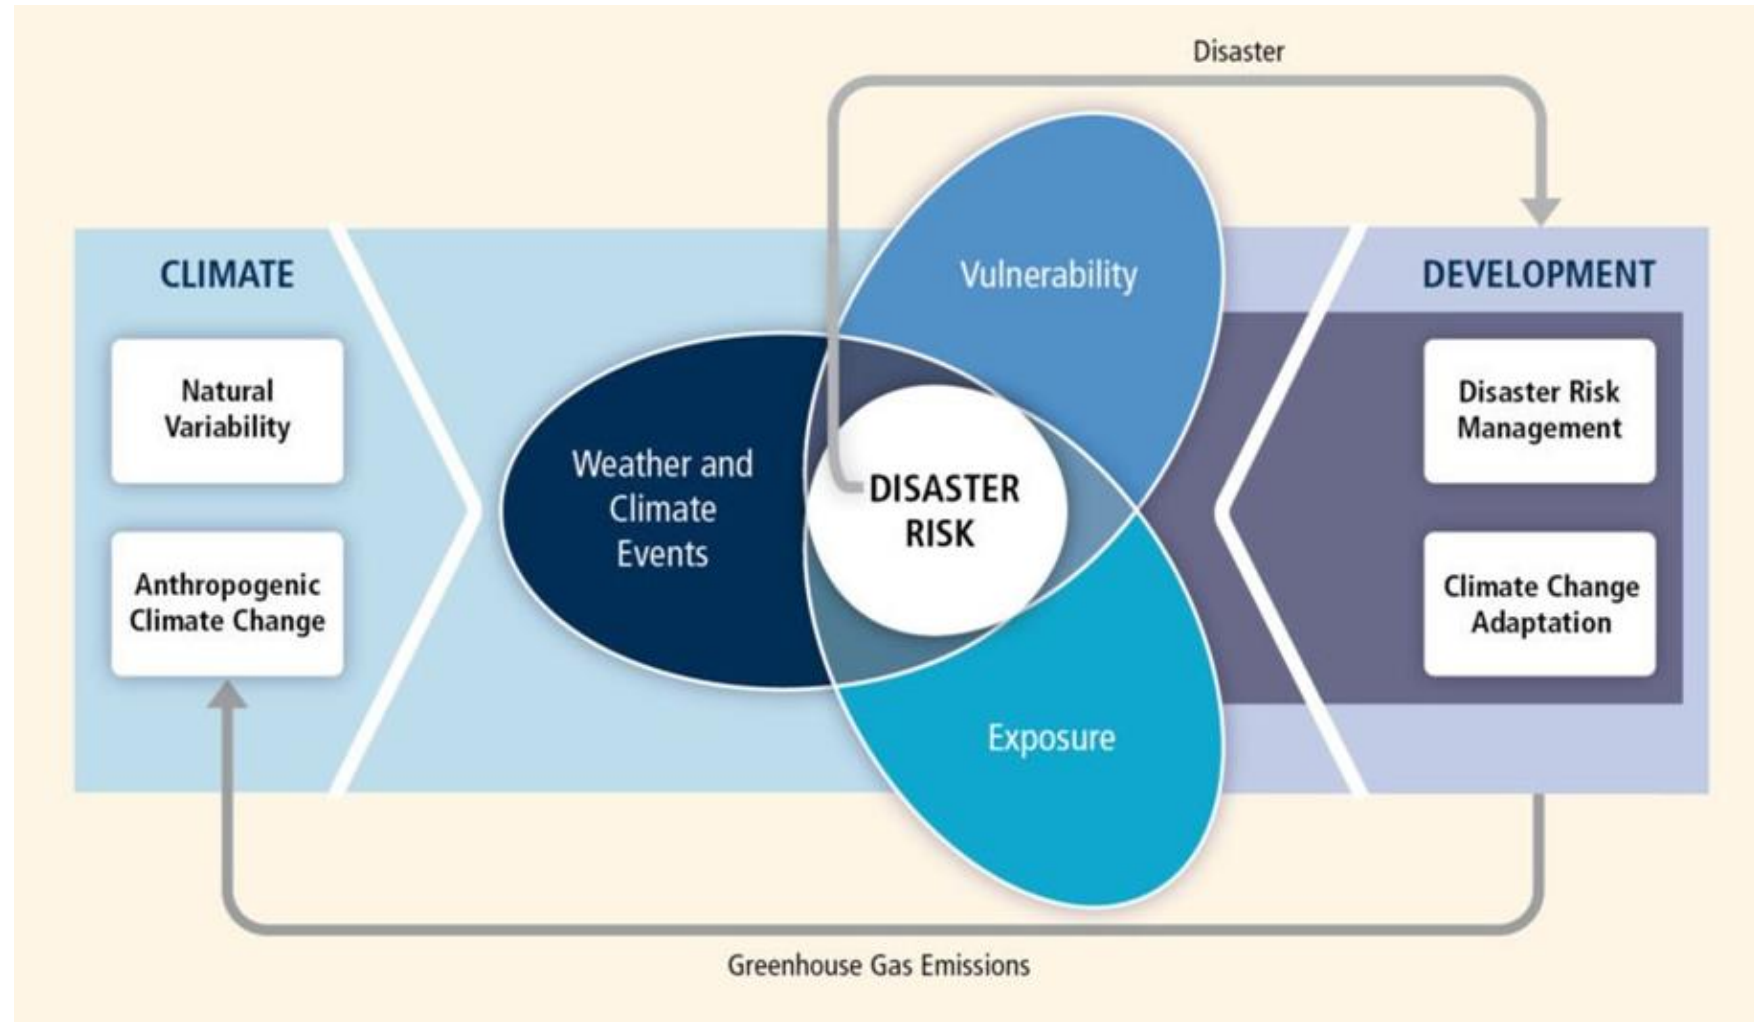 Disaster
CLIMATE
Natural
Variability
Anthropogenic
Climate Change
Weather and
Climate
Events
Vulnerability
DISASTER
RISK
Exposure
DEVELOPMENT
Disaster Risk
Management
Climate Change
Adaptation
Greenhouse Gas Emissions